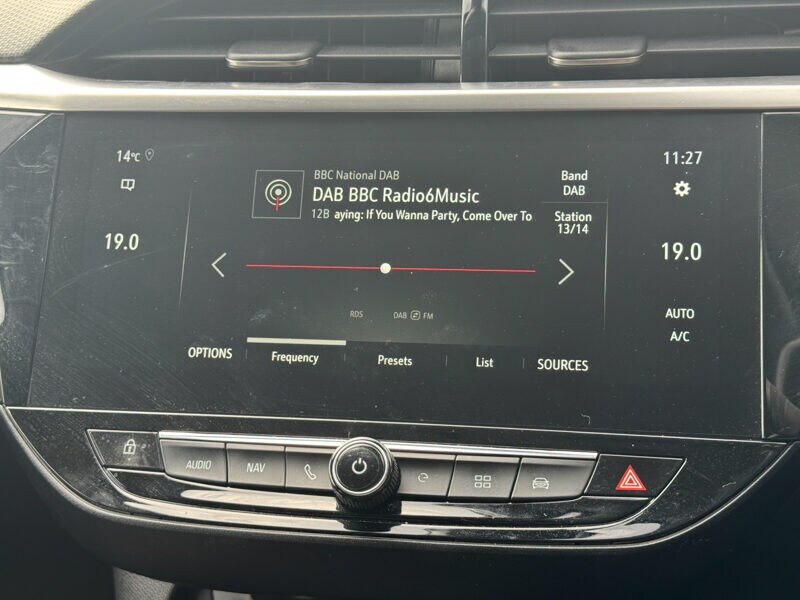 14°C
19.0
BBC National DAB
DAB BBC Radio6Music
12B aying: If You Wanna Party, Come Over To
Band
DAB
Station
13/14
11:27
19.0
AUTO
A/C
RDS DAB FM
OPTIONS Frequency Presets List SOURCES
AUDIO NAV